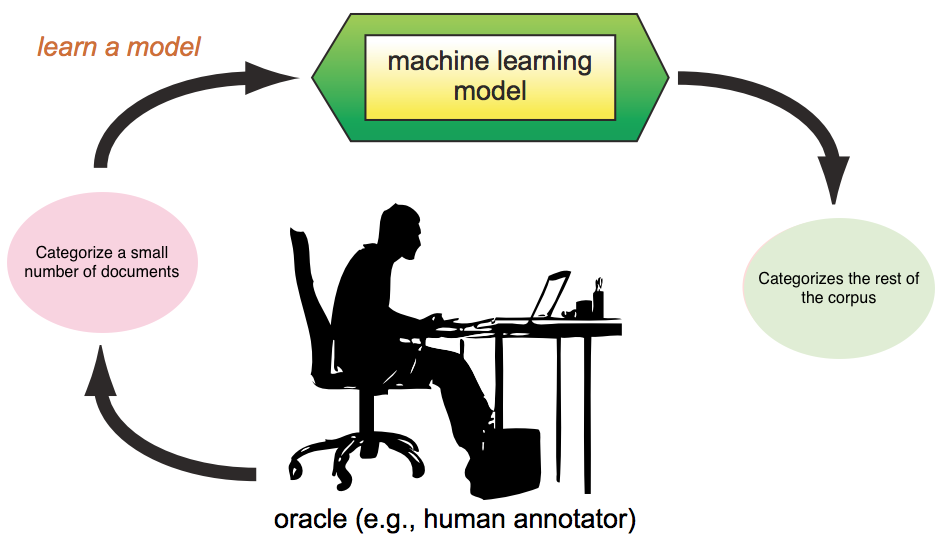 learn a model
machine learning
model
Categorize a small
number of documents
Categorizes the rest of
the corpus
oracle (e.g., human annotator)